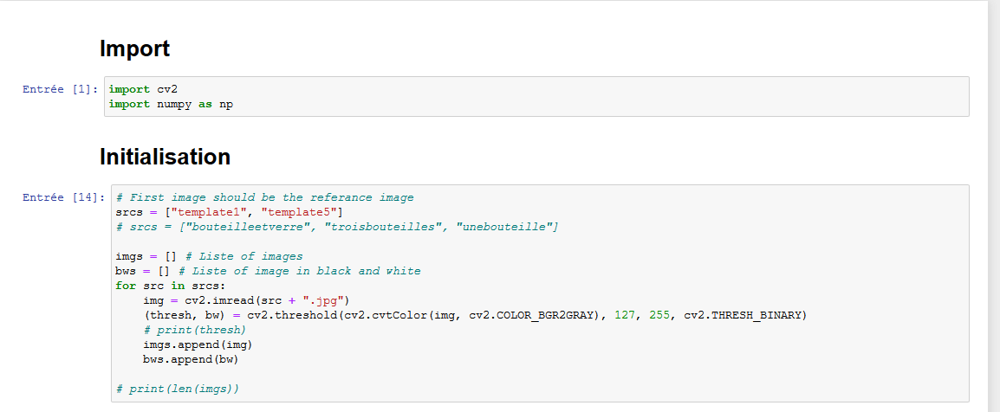 Import
Entrée [1]: import cv2
import numpy as np
Initialisation
Entrée [14]: # First image should be the referance image
srcs = ["template1", "template5"]
# srcs = ["bouteilleetverre", "troisbouteilles", "unebouteille"]
imgs = [] # Liste of images
bws = [] # Liste of image in black and white
for src in srcs:
    img = cv2.imread(src + ".jpg")
    (thresh, bw) = cv2.threshold(cv2.cvtColor(img, cv2.COLOR_BGR2GRAY), 127, 255, cv2.THRESH_BINARY)
    # print(thresh)
    imgs.append(img)
    bws.append(bw)
# print(len(imgs))